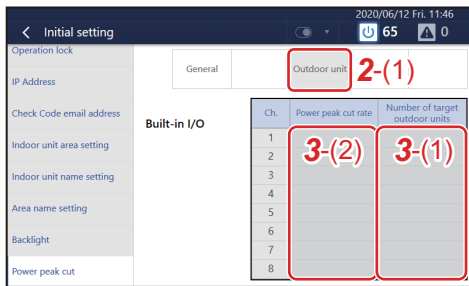 2020/06/12 Fri. 11:46
Initial setting
65
0
Operation lock
IP Address
Check Code email address
Indoor unit area setting
Indoor unit name setting
Area name setting
Backlight
Power peak cut
General
Outdoor unit
2-(1)
Built-in I/O
Ch.
Power peak cut rate
Number of target
outdoor units
1
2
3
4
5
6
7
8
3-(2)
3-(1)